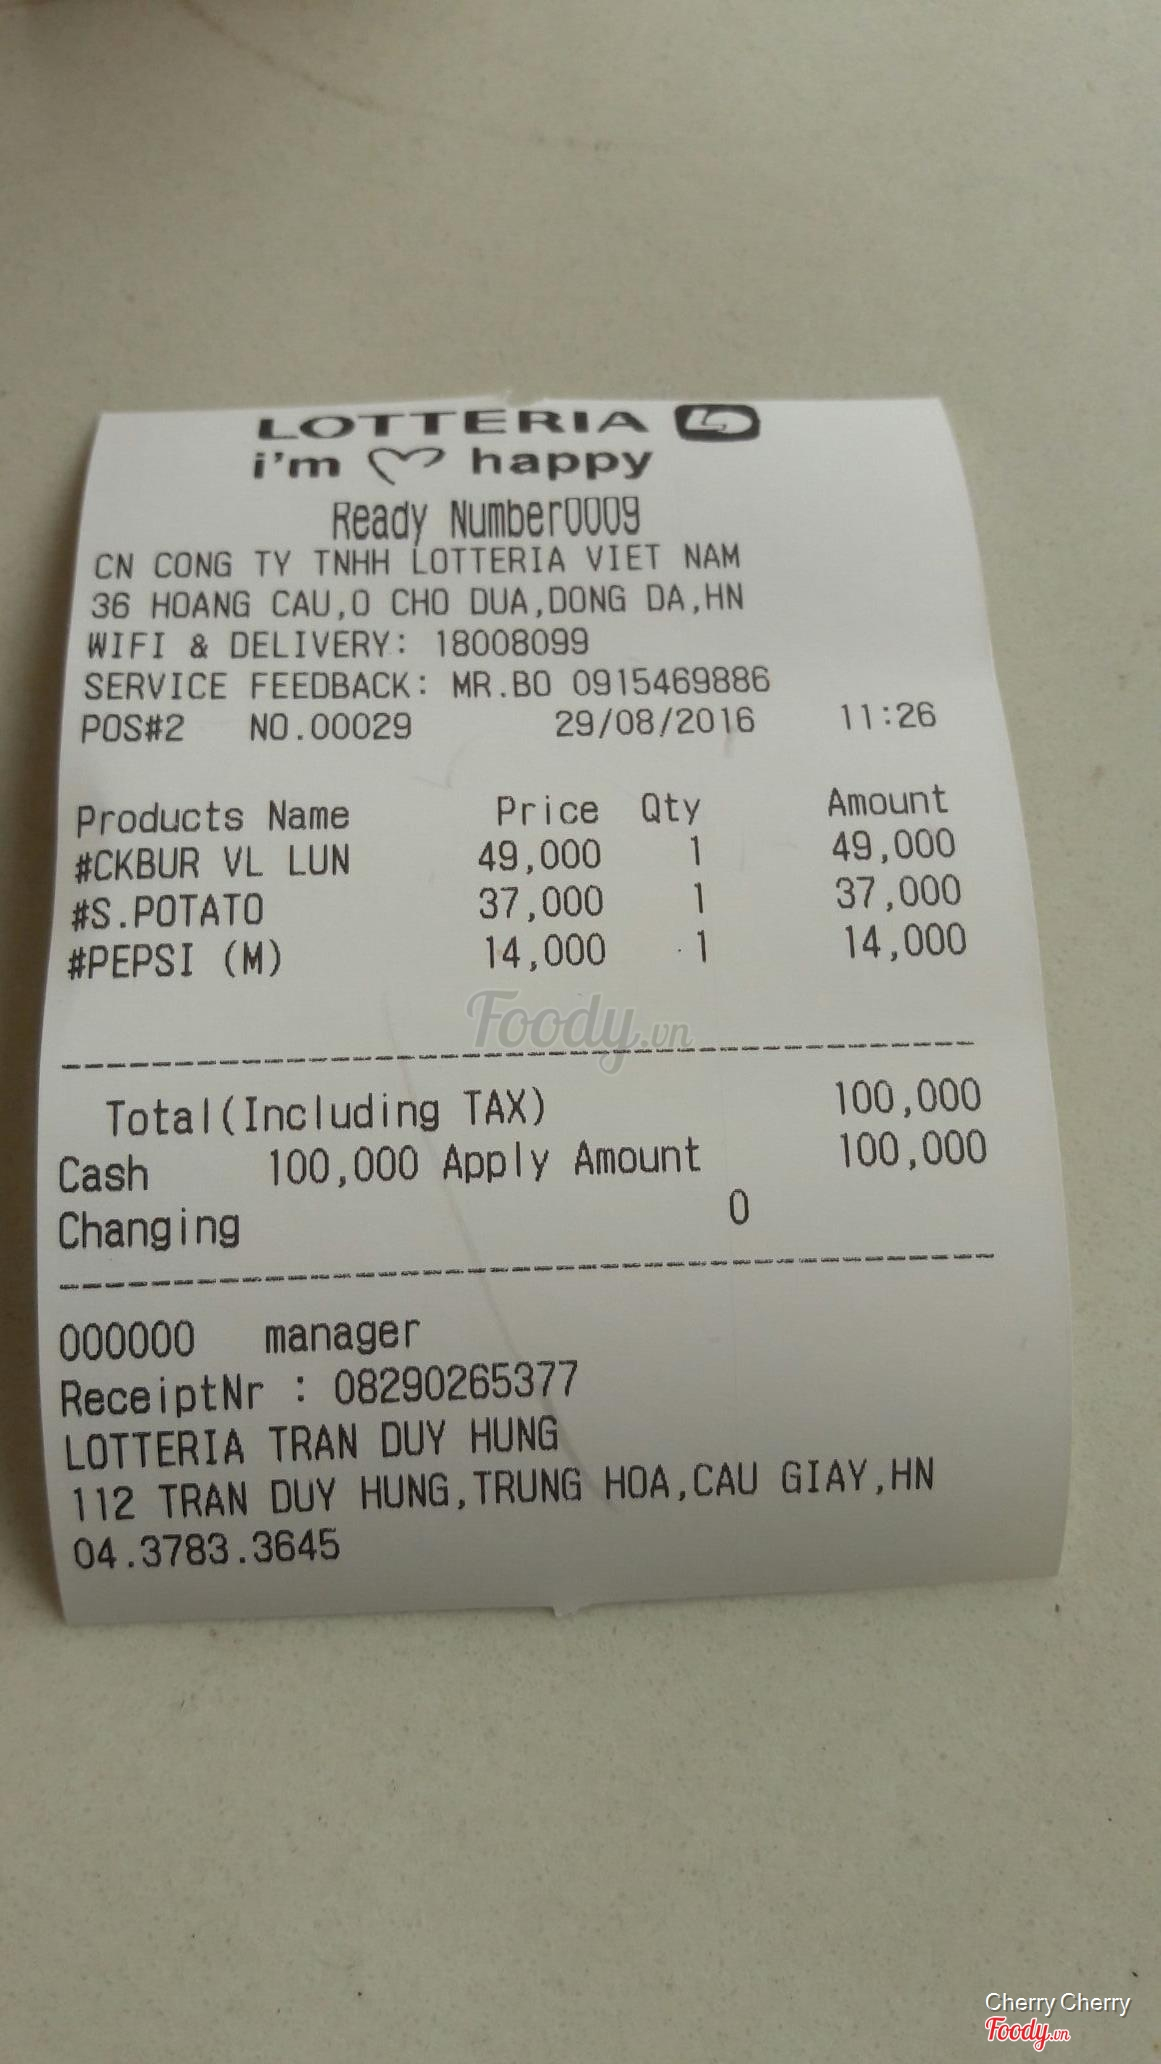 LOTTERIA
i'm happy
Ready Number0009
CN CONG TY TNHH LOTTERIA VIET NAM
36 HOANG CAU,O CHO DUA,DONG DA,HN
WIFI & DELIVERY: 18008099
SERVICE FEEDBACK: MR.BO 0915469886
POS#2 NO.00029 29/08/2016 11:26
Products Name Price Qty Amount
#CKBUR VL LUN 49,000 1 49,000
#S.POTATO 37,000 1 37,000
#PEPSI (M) 14,000 1 14,000
Foody.vn
Total(Including TAX) 100,000
Cash 100,000 Apply Amount 100,000
Changing 0
000000 manager
ReceiptNr : 08290265377
LOTTERIA TRAN DUY HUNG
112 TRAN DUY HUNG,TRUNG HOA,CAU GIAY,HN
04.3783.3645
Cherry Cherry
Foody.vn